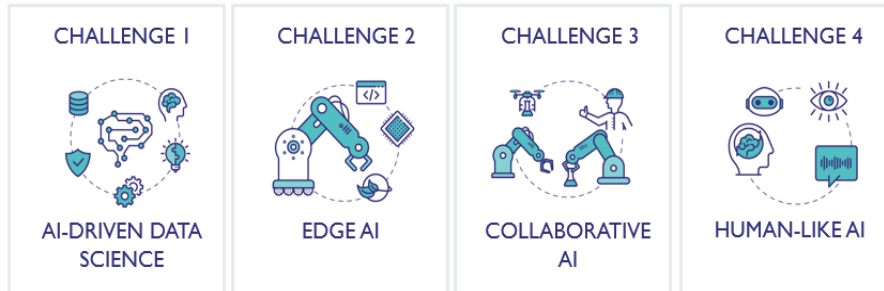 CHALLENGE 1
AI-DRIVEN DATA
SCIENCE
CHALLENGE 2
</>
EDGE AI
CHALLENGE 3
COLLABORATIVE
AI
CHALLENGE 4
HUMAN-LIKE AI